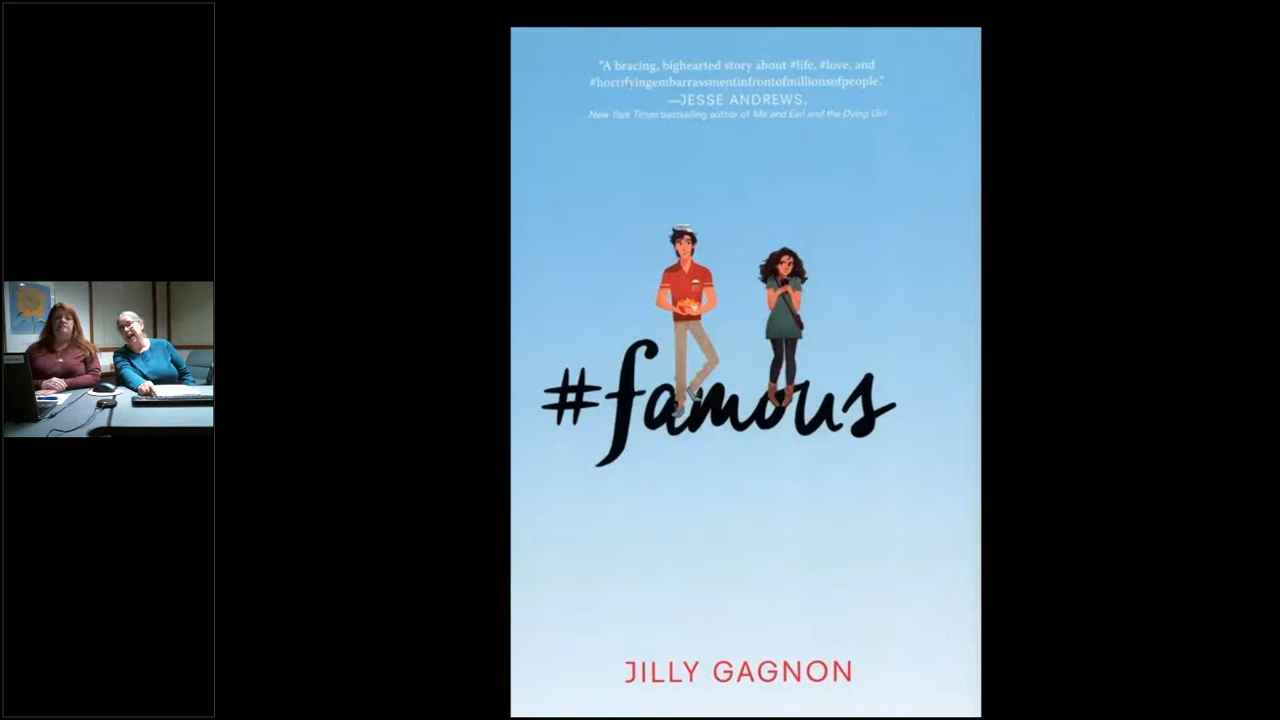 "A bracing, bighearted story about #life, #love, and
#horrifyingembarrassmentinfrontofmillionsofpeople."
—JESSE ANDREWS,
New York Times bestselling author of Me and Earl and the Dying Girl
#famous
JILLY GAGNON